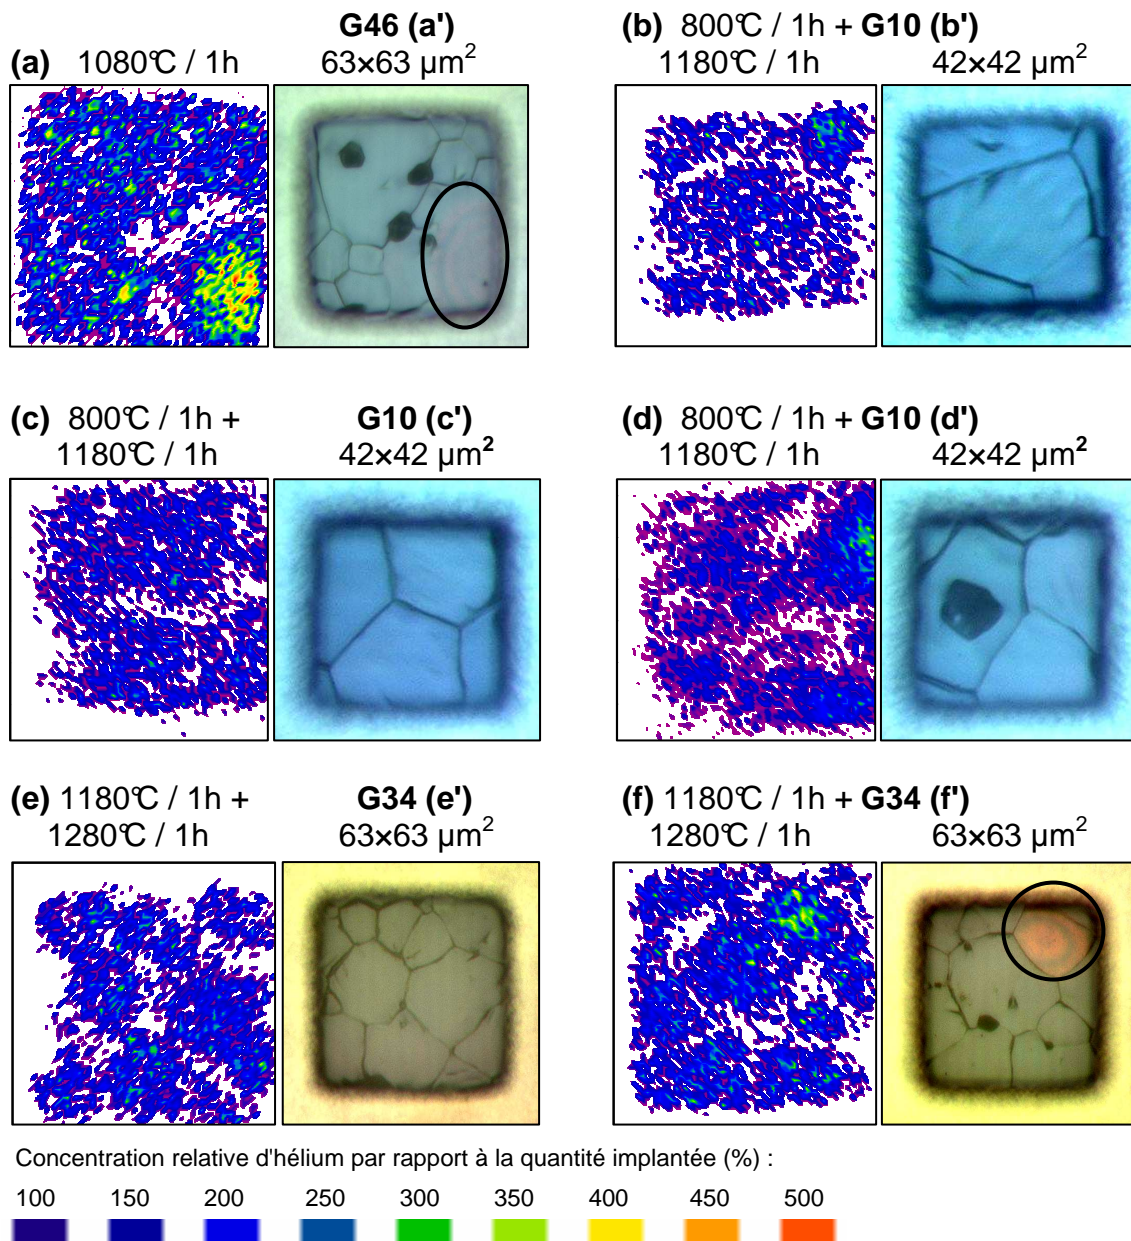 G46 (a')
(a) 1080℃ / 1h 63×63 µm²
(b) 800℃ / 1h + G10 (b')
1180℃ / 1h 42×42 µm²
(c) 800℃ / 1h + G10 (c')
1180℃ / 1h 42×42 µm²
(d) 800℃ / 1h + G10 (d')
1180℃ / 1h 42×42 µm²
(e) 1180℃ / 1h + G34 (e')
1280℃ / 1h 63×63 µm²
(f) 1180℃ / 1h + G34 (f')
1280℃ / 1h 63×63 µm²
Concentration relative d'hélium par rapport à la quantité implantée (%) :
100 150 200 250 300 350 400 450 500